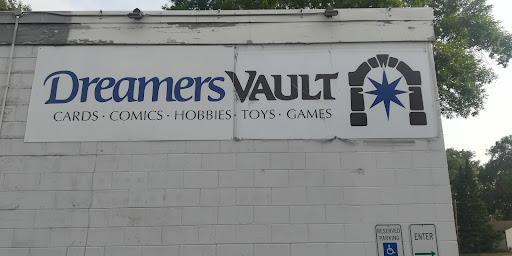 Dreamers VAULT
CARDS · COMICS · HOBBIES · TOYS · GAMES
RESERVED
PARKING
ENTER